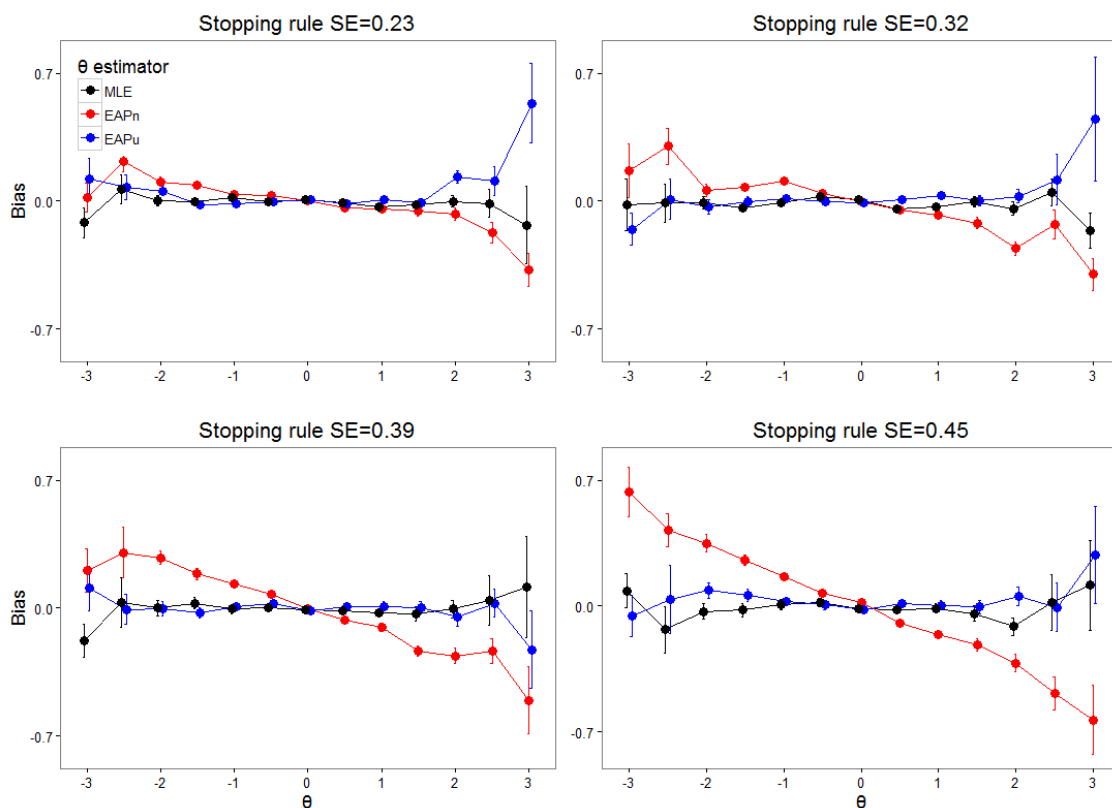 Stopping rule SE=0.23
Stopping rule SE=0.32
0.7
0.0
-0.7
Bias
θ estimator
MLE
EAPn
EAPu
-3 -2 -1 0 1 2 3
0.7
0.0
-0.7
-3 -2 -1 0 1 2 3
Stopping rule SE=0.39
Stopping rule SE=0.45
0.7
0.0
-0.7
Bias
-3 -2 -1 0 1 2 3
θ
0.7
0.0
-0.7
-3 -2 -1 0 1 2 3
θ